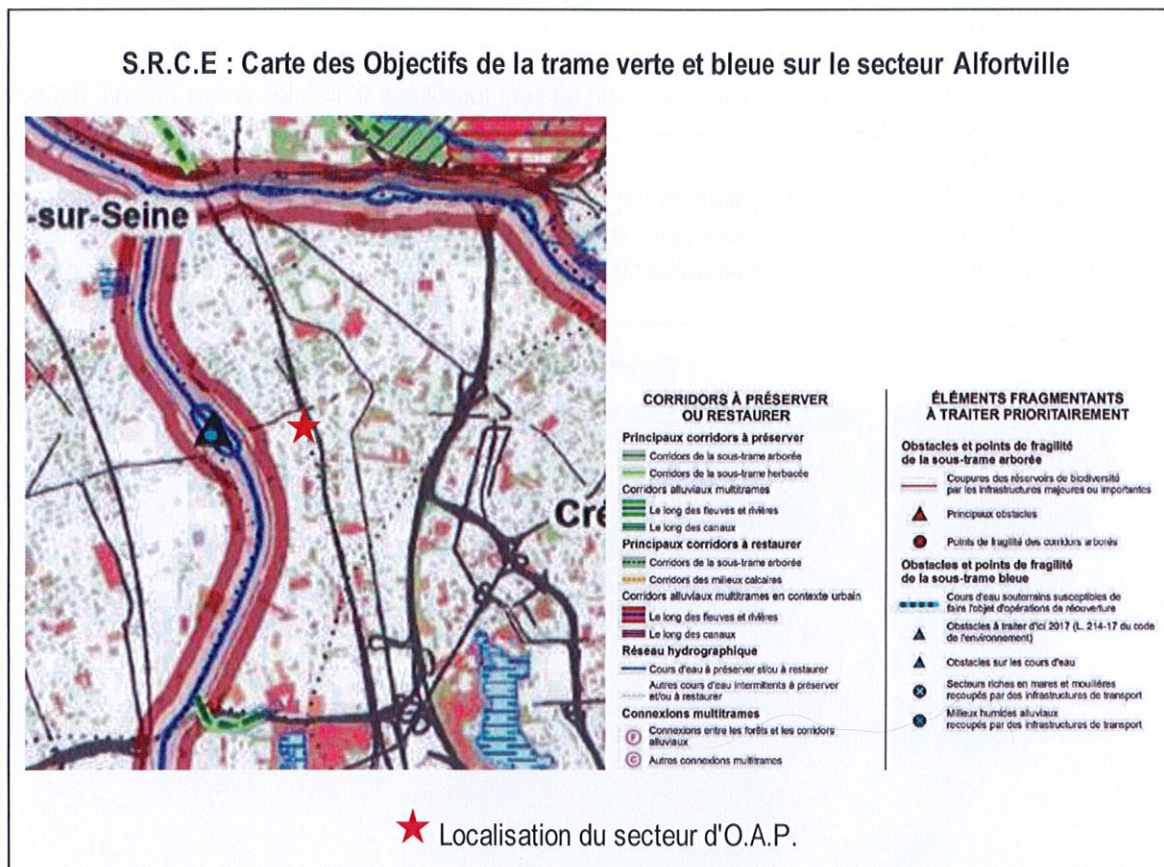 S.R.C.E : Carte des Objectifs de la trame verte et bleue sur le secteur Alfortville
-sur-Seine
Cré
CORRIDORS À PRÉSERVER
OU RESTAURER
Principaux corridors à préserver
Corridors de la sous-trame arborée
Corridors de la sous-trame herbacée
Corridors alluviaux multitrames
Le long des fleuves et rivières
Le long des canaux
Principaux corridors à restaurer
Corridors de la sous-trame arborée
Corridors des milieux calcaires
Corridors alluviaux multitrames en contexte urbain
Le long des fleuves et rivières
Le long des canaux
Réseau hydrographique
Cours d'eau à préserver et/ou à restaurer
Autres cours d'eau intermittents à préserver
et/ou à restaurer
Connexions multitrames
F Connexions entre les forêts et les corridors
alluviaux
C Autres connexions multitrames
ÉLÉMENTS FRAGMENTANTS
À TRAITER PRIORITAIREMENT
Obstacles et points de fragilité
de la sous-trame arborée
Coupures des réservoirs de biodiversité
par les infrastructures majeures ou importantes
Principaux obstacles
Points de fragilité des corridors arborés
Obstacles et points de fragilité
de la sous-trame bleue
Cours d'eau souterrains susceptibles de
faire l'objet d'opérations de réouverture
Obstacles à traiter d'ici 2017 (L. 214-17 du code
de l'environnement)
Obstacles sur les cours d'eau
Secteurs riches en mares et mouillères
recoupés par des infrastructures de transport
Milieux humides alluviaux
recoupés par des infrastructures de transport
Localisation du secteur d'O.A.P.